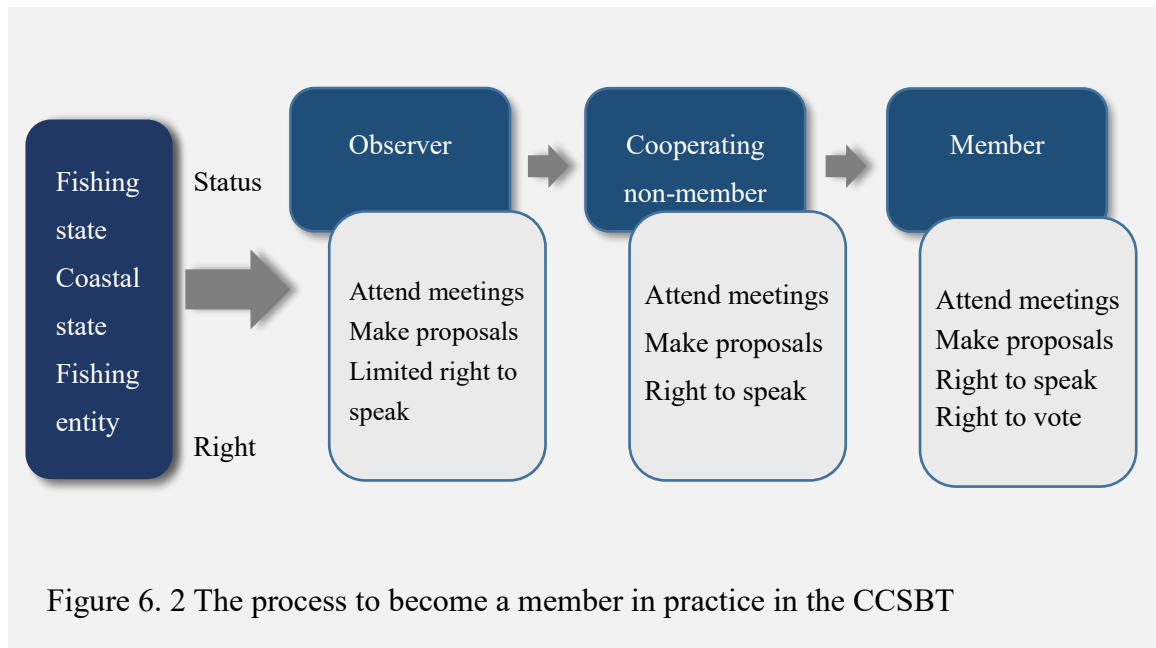 Fishing
state
Coastal
state
Fishing
entity
Status
Right
Observer
Attend meetings
Make proposals
Limited right to
speak
Cooperating
non-member
Attend meetings
Make proposals
Right to speak
Member
Attend meetings
Make proposals
Right to speak
Right to vote
Figure 6. 2 The process to become a member in practice in the CCSBT